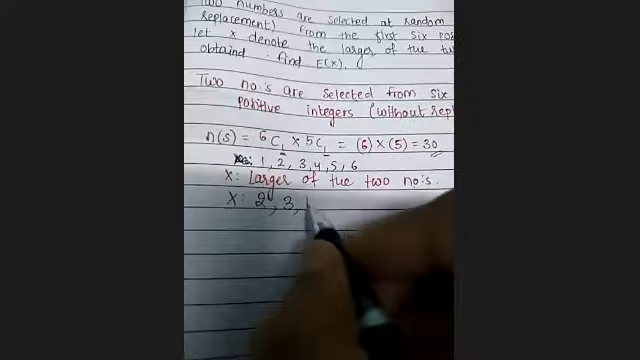 Two numbers are selected at random
replacement) from the first six pos
let x denote the larger of the tw
obtaind. find E(X).
Two no.s are selected from six
positive integers (without repl
n(s) = ⁶C₁ × 5C₁ = (6) × (5) = 30
1, 2, 3, 4, 5, 6
X: Larger of the two no's.
X: 2, 3,